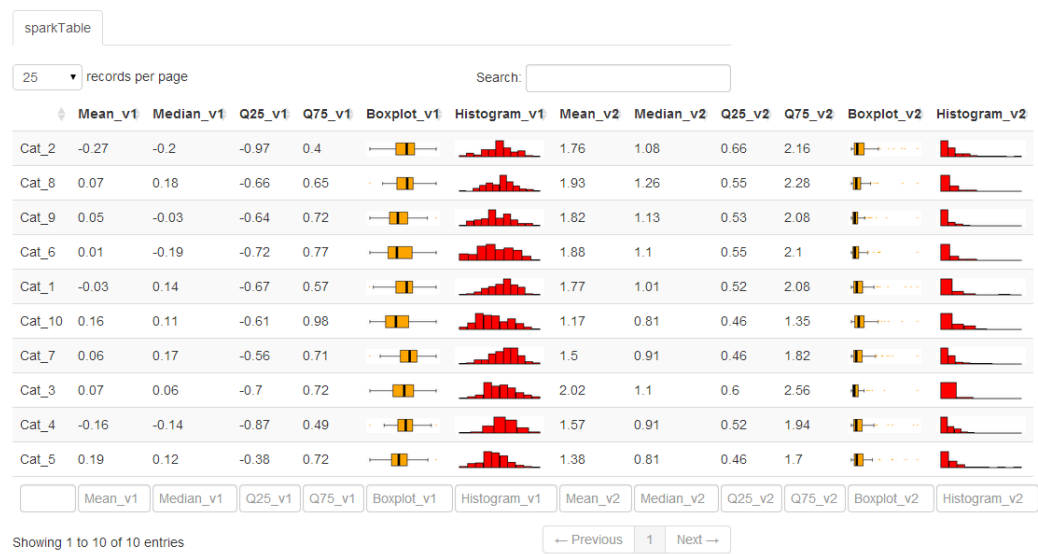 sparkTable
25 records per page Search:
Mean_v1 Median_v1 Q25_v1 Q75_v1 Boxplot_v1 Histogram_v1 Mean_v2 Median_v2 Q25_v2 Q75_v2 Boxplot_v2 Histogram_v2
Cat_2 -0.27 -0.2 -0.97 0.4 1.76 1.08 0.66 2.16
Cat_8 0.07 0.18 -0.66 0.65 1.93 1.26 0.55 2.28
Cat_9 0.05 -0.03 -0.64 0.72 1.82 1.13 0.53 2.08
Cat_6 0.01 -0.19 -0.72 0.77 1.88 1.1 0.55 2.1
Cat_1 -0.03 0.14 -0.67 0.57 1.77 1.01 0.52 2.08
Cat_10 0.16 0.11 -0.61 0.98 1.17 0.81 0.46 1.35
Cat_7 0.06 0.17 -0.56 0.71 1.5 0.91 0.46 1.82
Cat_3 0.07 0.06 -0.7 0.72 2.02 1.1 0.6 2.56
Cat_4 -0.16 -0.14 -0.87 0.49 1.57 0.91 0.52 1.94
Cat_5 0.19 0.12 -0.38 0.72 1.38 0.81 0.46 1.7
Mean_v1 Median_v1 Q25_v1 Q75_v1 Boxplot_v1 Histogram_v1 Mean_v2 Median_v2 Q25_v2 Q75_v2 Boxplot_v2 Histogram_v2
Showing 1 to 10 of 10 entries ← Previous 1 Next →